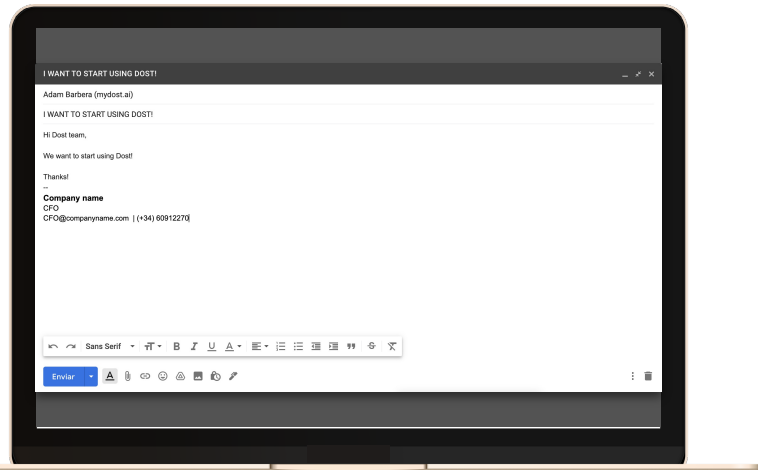 I WANT TO START USING DOST!
Adam Barbera (mydost.ai)
I WANT TO START USING DOST!
Hi Dost team,
We want to start using Dost!
Thanks!
--
Company name
CFO
CFO@companyname.com | (+34) 60912270
Sans Serif
Enviar